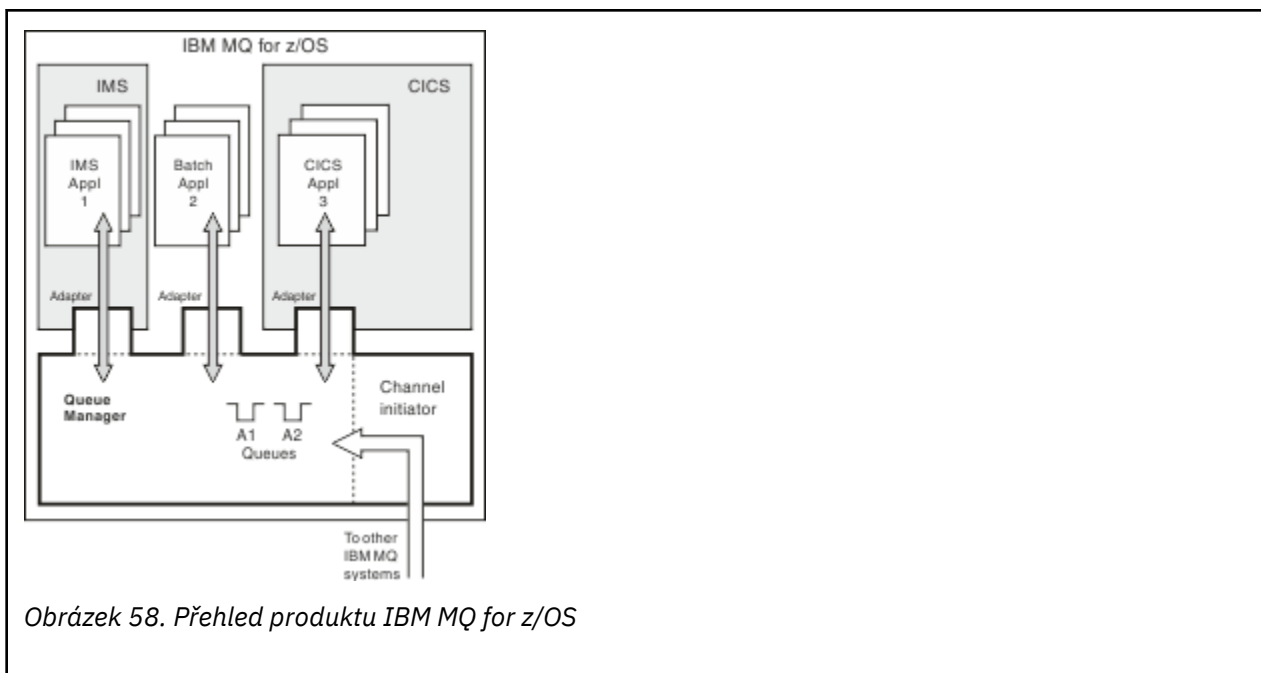 IBM MQ for z/OS
IMS
CICS
IMS
Appl
1
Batch
Appl
2
CICS
Appl
3
Adapter
Adapter
Adapter
Queue
Manager
Channel
initiator
A1 A2
Queues
To other
IBM MQ
systems
Obrázek 58. Přehled produktu IBM MQ for z/OS